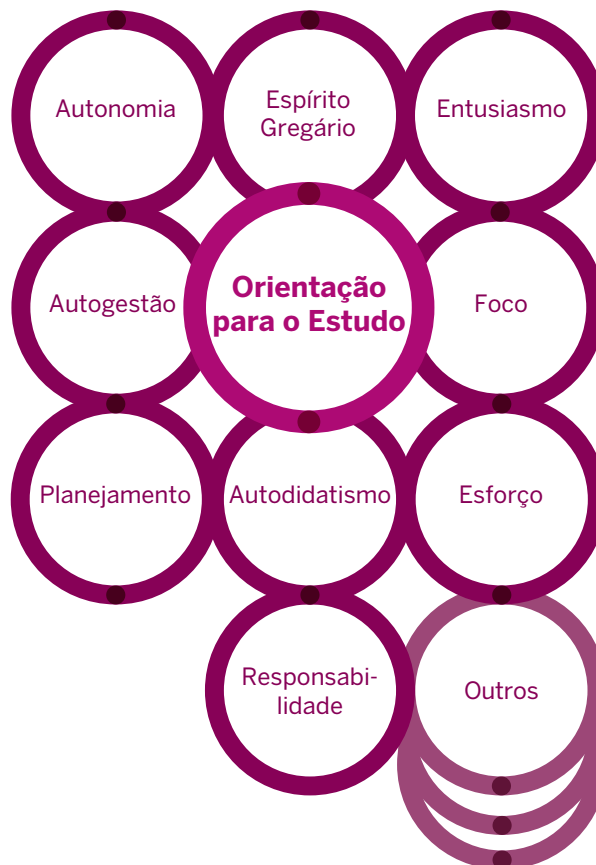 Autonomia
Espírito
Gregário
Entusiasmo
Autogestão
Orientação
para o Estudo
Foco
Planejamento
Autodidatismo
Esforço
Responsabi-
lidade
Outros